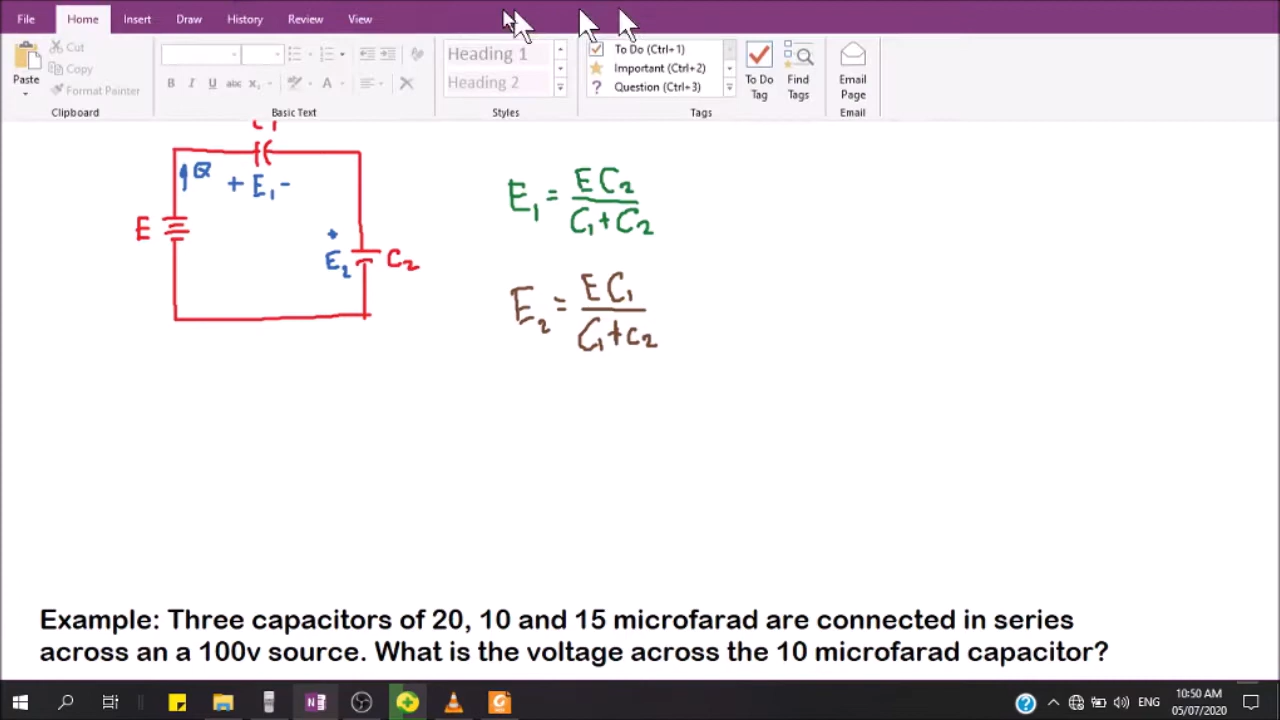 File Home Insert Draw History Review View
Paste
Cut
Copy
Format Painter
Clipboard
B I U abc x
A
Basic Text
Heading 1
Heading 2
Styles
To Do (Ctrl+1)
Important (Ctrl+2)
? Question (Ctrl+3)
To Do Tag
Find Tags
Tags
Email Page
Email
Q
+ E₁ -
E
+
E₂
C₂
E₁ = E C₂ / C₁ + C₂
E₂ = E C₁ / C₁ + C₂
Example: Three capacitors of 20, 10 and 15 microfarad are connected in series
across an a 100v source. What is the voltage across the 10 microfarad capacitor?
ENG
10:50 AM
05/07/2020